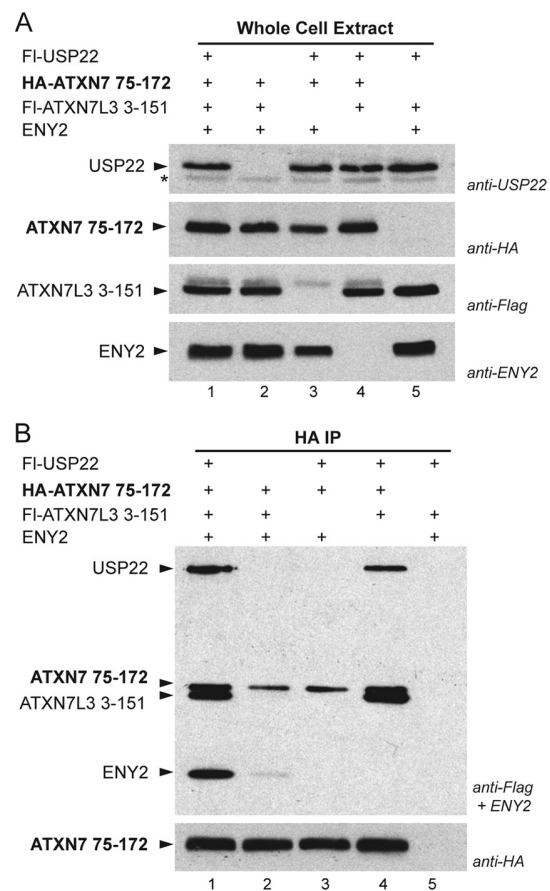 A
Whole Cell Extract
Fl-USP22 + + + +
HA-ATXN7 75-172 + + + +
Fl-ATXN7L3 3-151 + + + +
ENY2 + + + +
USP22
*
anti-USP22
ATXN7 75-172
anti-HA
ATXN7L3 3-151
anti-Flag
ENY2
anti-ENY2
1 2 3 4 5
B
HA IP
Fl-USP22 + + + +
HA-ATXN7 75-172 + + + +
Fl-ATXN7L3 3-151 + + + +
ENY2 + + + +
USP22
ATXN7 75-172
ATXN7L3 3-151
ENY2
anti-Flag
+ ENY2
ATXN7 75-172
anti-HA
1 2 3 4 5